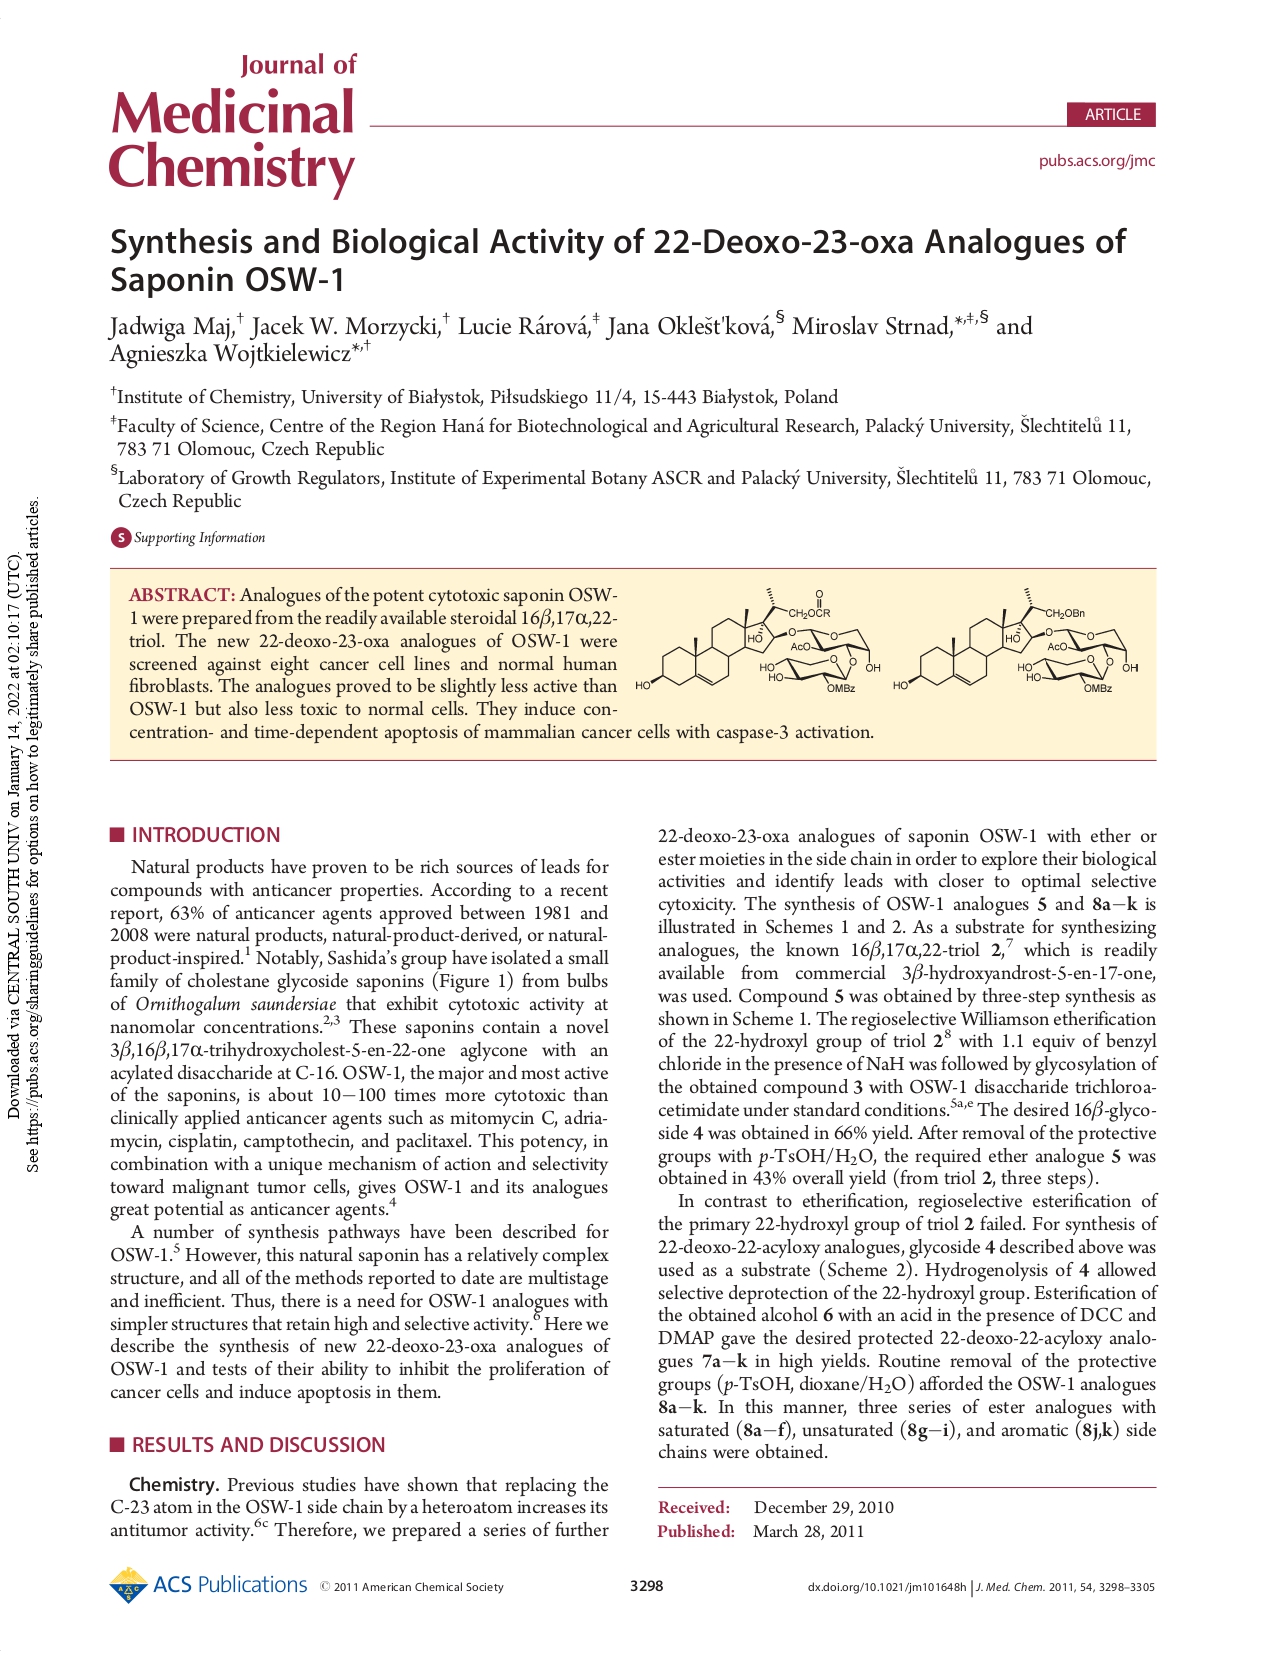 Journal of
Medicinal
Chemistry
ARTICLE
pubs.acs.org/jmc
Synthesis and Biological Activity of 22-Deoxo-23-oxa Analogues of
Saponin OSW-1
Jadwiga Maj,† Jacek W. Morzycki,† Lucie Rárová,‡ Jana Oklešt'ková,§ Miroslav Strnad,*,‡,§ and
Agnieszka Wojtkielewicz*,†
†Institute of Chemistry, University of Białystok, Piłsudskiego 11/4, 15-443 Białystok, Poland
‡Faculty of Science, Centre of the Region Haná for Biotechnological and Agricultural Research, Palacký University, Šlechtitelů 11,
783 71 Olomouc, Czech Republic
§Laboratory of Growth Regulators, Institute of Experimental Botany ASCR and Palacký University, Šlechtitelů 11, 783 71 Olomouc,
Czech Republic
S Supporting Information
ABSTRACT: Analogues of the potent cytotoxic saponin OSW-
1 were prepared from the readily available steroidal 16β,17α,22-
triol. The new 22-deoxo-23-oxa analogues of OSW-1 were
screened against eight cancer cell lines and normal human
fibroblasts. The analogues proved to be slightly less active than
OSW-1 but also less toxic to normal cells. They induce con-
centration- and time-dependent apoptosis of mammalian cancer cells with caspase-3 activation.
O
CH₂OCR
HO
O
O
AcO
O
O
OH
HO
HO
OMBz
HO
CH₂OBn
HO
O
O
AcO
O
O
OH
HO
HO
OMBz
HO
INTRODUCTION
Natural products have proven to be rich sources of leads for
compounds with anticancer properties. According to a recent
report, 63% of anticancer agents approved between 1981 and
2008 were natural products, natural-product-derived, or natural-
product-inspired.1 Notably, Sashida's group have isolated a small
family of cholestane glycoside saponins (Figure 1) from bulbs
of Ornithogalum saundersiae that exhibit cytotoxic activity at
nanomolar concentrations.2,3 These saponins contain a novel
3β,16β,17α-trihydroxycholest-5-en-22-one aglycone with an
acylated disaccharide at C-16. OSW-1, the major and most active
of the saponins, is about 10−100 times more cytotoxic than
clinically applied anticancer agents such as mitomycin C, adria-
mycin, cisplatin, camptothecin, and paclitaxel. This potency, in
combination with a unique mechanism of action and selectivity
toward malignant tumor cells, gives OSW-1 and its analogues
great potential as anticancer agents.4
A number of synthesis pathways have been described for
OSW-1.5 However, this natural saponin has a relatively complex
structure, and all of the methods reported to date are multistage
and inefficient. Thus, there is a need for OSW-1 analogues with
simpler structures that retain high and selective activity.6 Here we
describe the synthesis of new 22-deoxo-23-oxa analogues of
OSW-1 and tests of their ability to inhibit the proliferation of
cancer cells and induce apoptosis in them.
RESULTS AND DISCUSSION
Chemistry. Previous studies have shown that replacing the
C-23 atom in the OSW-1 side chain by a heteroatom increases its
antitumor activity.6c Therefore, we prepared a series of further
22-deoxo-23-oxa analogues of saponin OSW-1 with ether or
ester moieties in the side chain in order to explore their biological
activities and identify leads with closer to optimal selective
cytotoxicity. The synthesis of OSW-1 analogues 5 and 8a−k is
illustrated in Schemes 1 and 2. As a substrate for synthesizing
analogues, the known 16β,17α,22-triol 2,7 which is readily
available from commercial 3β-hydroxyandrost-5-en-17-one,
was used. Compound 5 was obtained by three-step synthesis as
shown in Scheme 1. The regioselective Williamson etherification
of the 22-hydroxyl group of triol 28 with 1.1 equiv of benzyl
chloride in the presence of NaH was followed by glycosylation of
the obtained compound 3 with OSW-1 disaccharide trichloroa-
cetimidate under standard conditions.5a,e The desired 16β-glyco-
side 4 was obtained in 66% yield. After removal of the protective
groups with p-TsOH/H₂O, the required ether analogue 5 was
obtained in 43% overall yield (from triol 2, three steps).
In contrast to etherification, regioselective esterification of
the primary 22-hydroxyl group of triol 2 failed. For synthesis of
22-deoxo-22-acyloxy analogues, glycoside 4 described above was
used as a substrate (Scheme 2). Hydrogenolysis of 4 allowed
selective deprotection of the 22-hydroxyl group. Esterification of
the obtained alcohol 6 with an acid in the presence of DCC and
DMAP gave the desired protected 22-deoxo-22-acyloxy analo-
gues 7a−k in high yields. Routine removal of the protective
groups (p-TsOH, dioxane/H₂O) afforded the OSW-1 analogues
8a−k. In this manner, three series of ester analogues with
saturated (8a−f), unsaturated (8g−i), and aromatic (8j,k) side
chains were obtained.
Received: December 29, 2010
Published: March 28, 2011
ACS Publications © 2011 American Chemical Society
3298
dx.doi.org/10.1021/jm101648h | J. Med. Chem. 2011, 54, 3298–3305
Downloaded via CENTRAL SOUTH UNIV on January 14, 2022 at 02:10:17 (UTC).
See https://pubs.acs.org/sharingguidelines for options on how to legitimately share published articles.